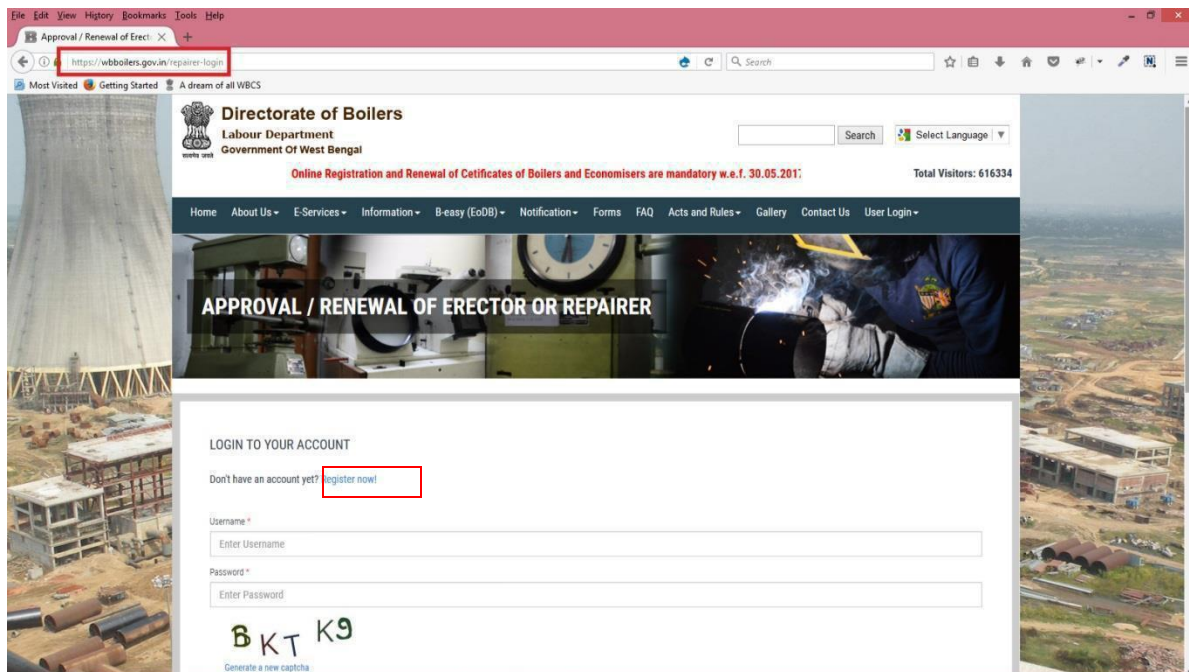 File Edit View History Bookmarks Tools Help
Approval / Renewal of Erect
https://wbboilers.gov.in/repairer-login
Search
Most Visited Getting Started A dream of all WBCS
Directorate of Boilers
Labour Department
Government Of West Bengal
सत्यमेव जयते
Search
Select Language
Online Registration and Renewal of Cetificates of Boilers and Economisers are mandatory w.e.f. 30.05.2017
Total Visitors: 616334
Home About Us E-Services Information B-easy (EoDB) Notification Forms FAQ Acts and Rules Gallery Contact Us User Login
APPROVAL / RENEWAL OF ERECTOR OR REPAIRER
LOGIN TO YOUR ACCOUNT
Don't have an account yet? Register now!
Username *
Enter Username
Password *
Enter Password
BKT K9
Generate a new captcha